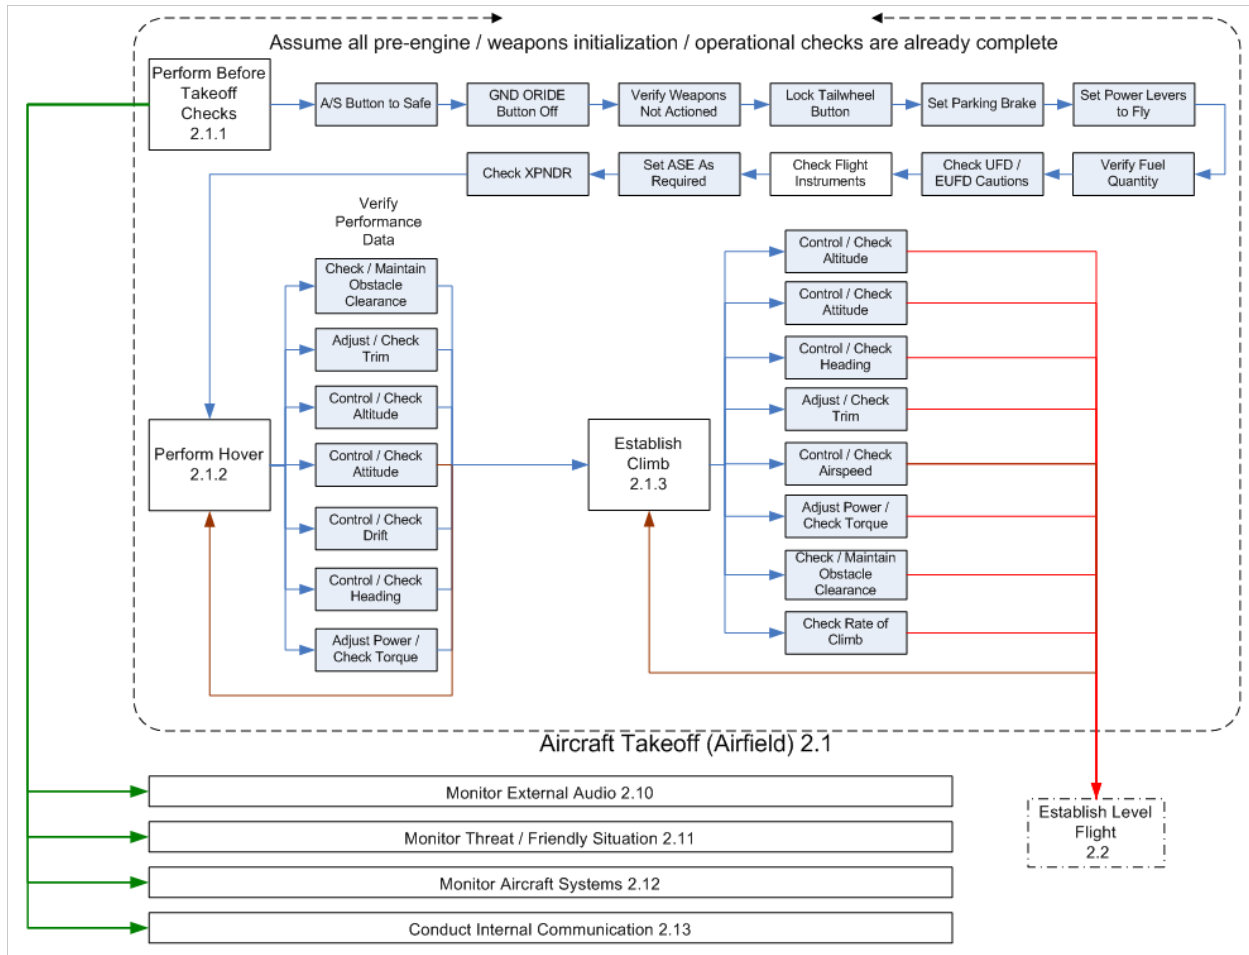 Assume all pre-engine / weapons initialization / operational checks are already complete
Perform Before
Takeoff
Checks
2.1.1
A/S Button to Safe
GND ORIDE
Button Off
Verify Weapons
Not Actioned
Lock Tailwheel
Button
Set Parking Brake
Set Power Levers
to Fly
Verify Fuel
Quantity
Check UFD /
EUFD Cautions
Check Flight
Instruments
Set ASE As
Required
Check XPNDR
Verify
Performance
Data
Perform Hover
2.1.2
Check / Maintain
Obstacle
Clearance
Adjust / Check
Trim
Control / Check
Altitude
Control / Check
Attitude
Control / Check
Drift
Control / Check
Heading
Adjust Power /
Check Torque
Establish
Climb
2.1.3
Control / Check
Altitude
Control / Check
Attitude
Control / Check
Heading
Adjust / Check
Trim
Control / Check
Airspeed
Adjust Power /
Check Torque
Check / Maintain
Obstacle
Clearance
Check Rate of
Climb
Aircraft Takeoff (Airfield) 2.1
Monitor External Audio 2.10
Monitor Threat / Friendly Situation 2.11
Monitor Aircraft Systems 2.12
Conduct Internal Communication 2.13
Establish Level
Flight
2.2